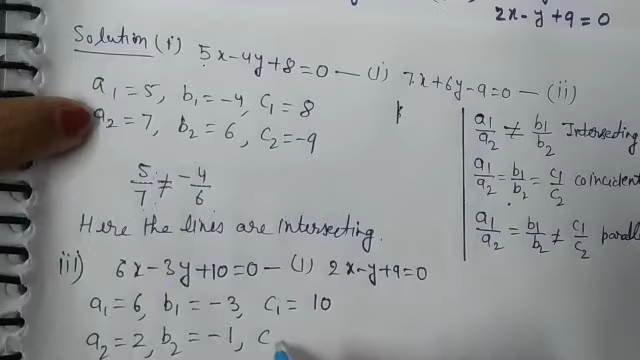 2x-y+9=0
Solution (i) 5x-4y+8=0 — (i) 7x+6y-9=0 — (ii)
a₁=5, b₁=-4, c₁=8
a₂=7, b₂=6, c₂=-9
a₁/a₂ ≠ b₁/b₂ Intersecting
a₁/a₂ = b₁/b₂ = c₁/c₂ coincident
a₁/a₂ = b₁/b₂ ≠ c₁/c₂ parall
5/7 ≠ -4/6
Here the lines are intersecting.
iii) 6x-3y+10=0 — (i) 2x-y+9=0
a₁=6, b₁=-3, c₁=10
a₂=2, b₂=-1, c